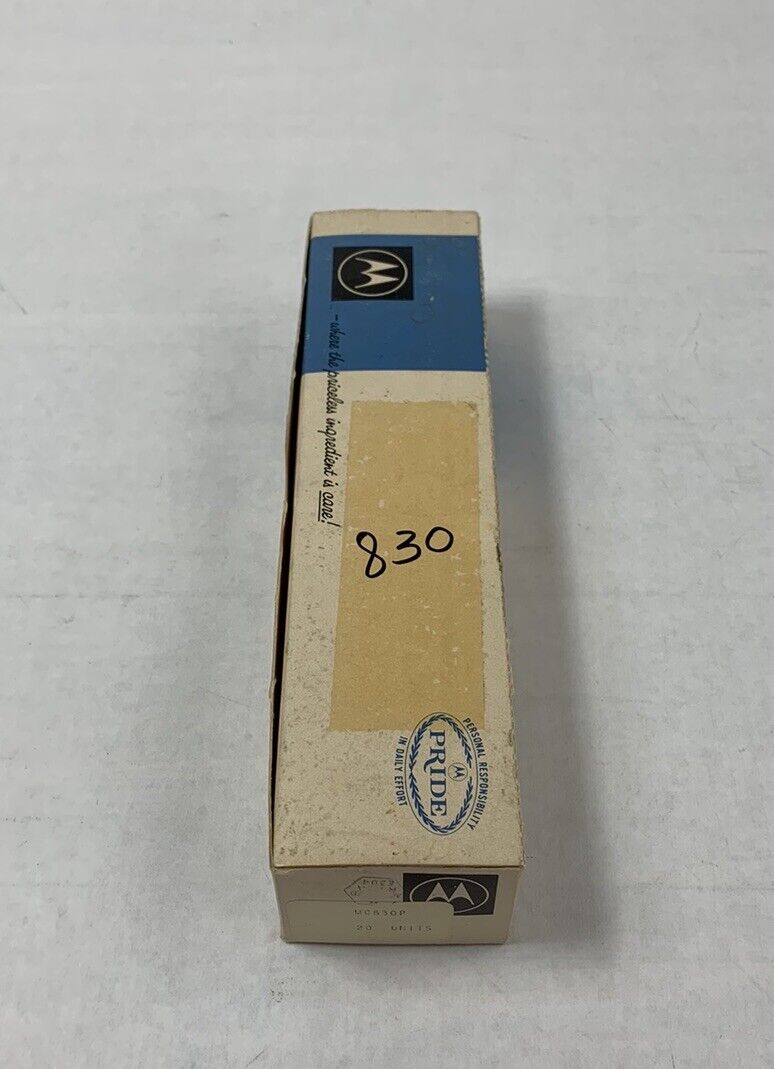 -where the priceless ingredient is care!
830
PERSONAL RESPONSIBILITY
PRIDE
IN DAILY EFFORT
MC830P
20 UNITS